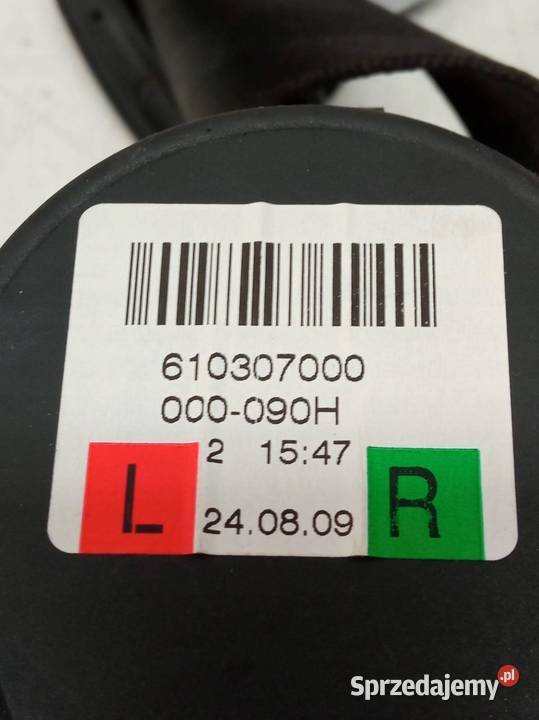 610307000
000-090H
2 15:47
L 24.08.09 R
Sprzedajemy.pl